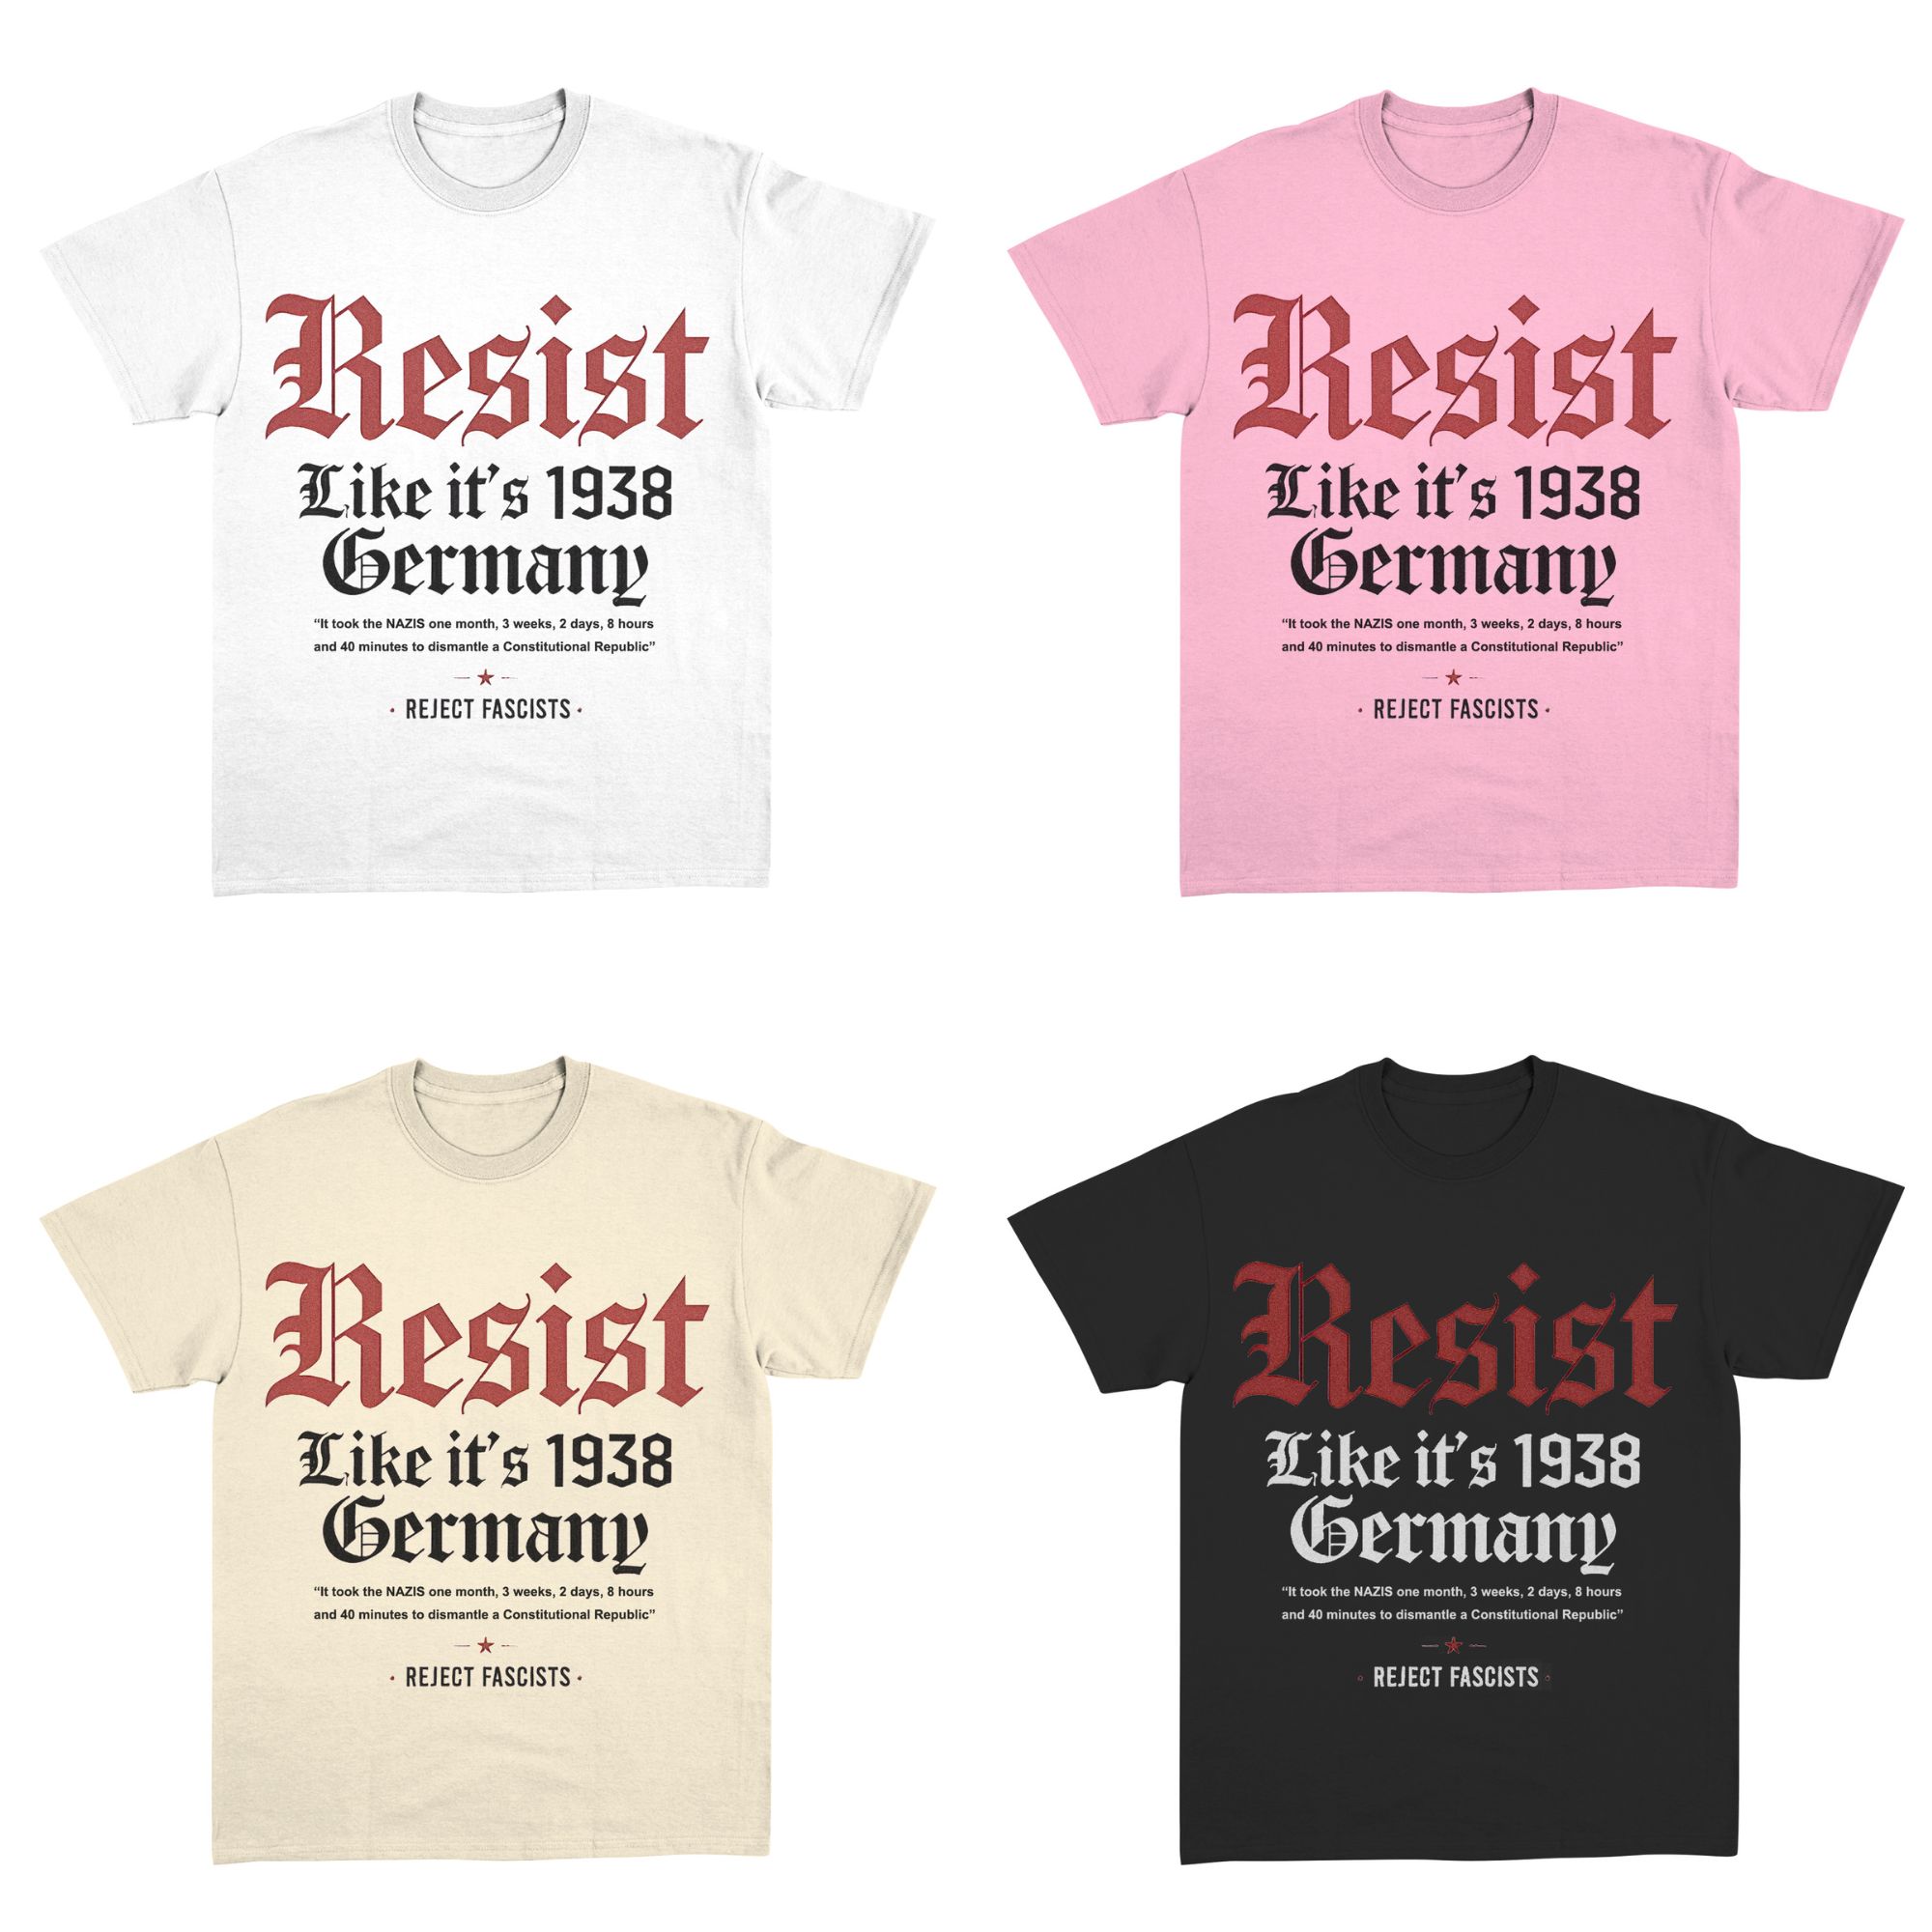 Resist
Like it's 1938
Germany
“It took the NAZIS one month, 3 weeks, 2 days, 8 hours
and 40 minutes to dismantle a Constitutional Republic”
· REJECT FASCISTS ·
Resist
Like it's 1938
Germany
“It took the NAZIS one month, 3 weeks, 2 days, 8 hours
and 40 minutes to dismantle a Constitutional Republic”
· REJECT FASCISTS ·
Resist
Like it's 1938
Germany
“It took the NAZIS one month, 3 weeks, 2 days, 8 hours
and 40 minutes to dismantle a Constitutional Republic”
· REJECT FASCISTS ·
Resist
Like it's 1938
Germany
“It took the NAZIS one month, 3 weeks, 2 days, 8 hours
and 40 minutes to dismantle a Constitutional Republic”
· REJECT FASCISTS ·